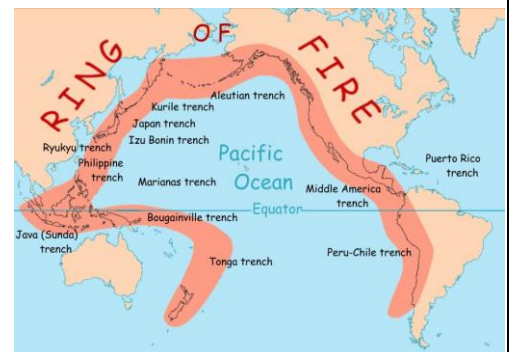 RING OF FIRE
Aleutian trench
Kurile trench
Japan trench
Izu Bonin trench
Ryukyu trench
Philippine
trench
Marianas trench
Pacific
Ocean
Equator
Bougainville trench
Java (Sunda)
trench
Tonga trench
Middle America
trench
Puerto Rico
trench
Peru-Chile trench